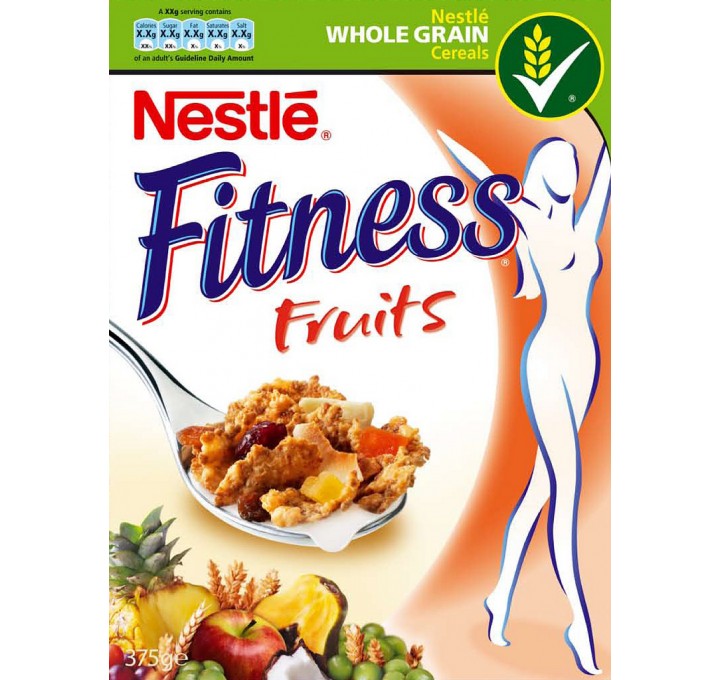 A XXg serving contains
Calories Sugar Fat Saturates Salt
X.Xg X.Xg X.Xg X.Xg X.Xg
XX% XX% X% X% X%
of an adult's Guideline Daily Amount
Nestlé
WHOLE GRAIN
Cereals
®
Nestlé®
Fitness®
Fruits
375g℮